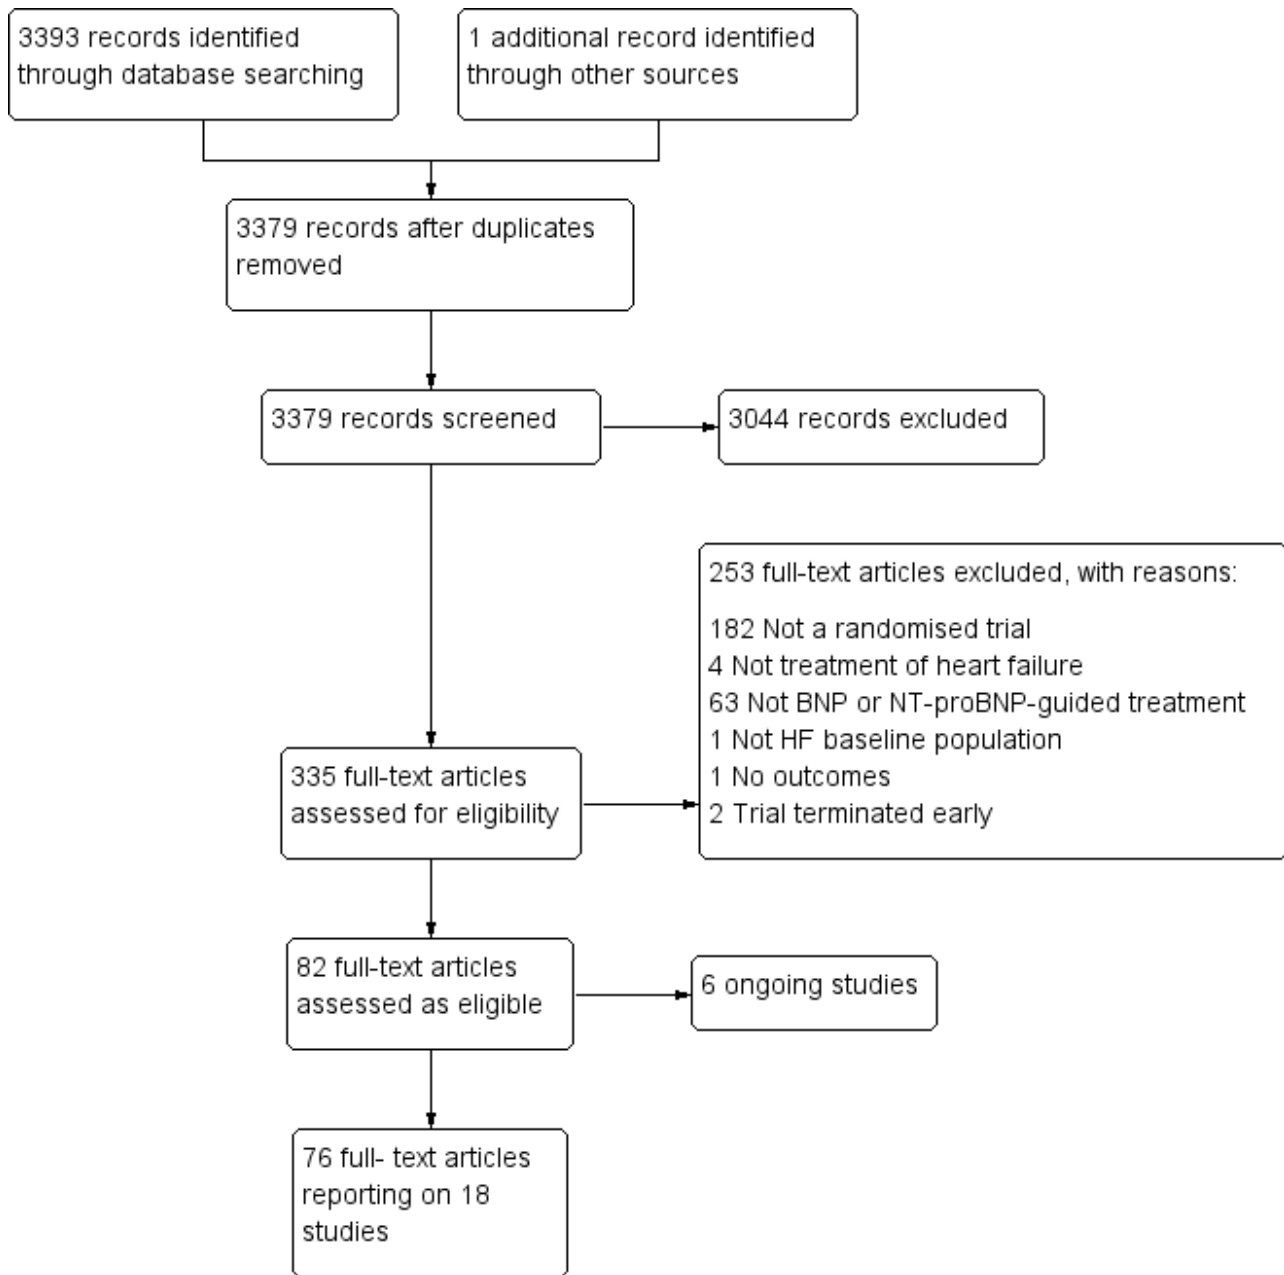 3393 records identified
through database searching
1 additional record identified
through other sources
3379 records after duplicates
removed
3379 records screened
3044 records excluded
253 full-text articles excluded, with reasons:
182 Not a randomised trial
4 Not treatment of heart failure
63 Not BNP or NT-proBNP-guided treatment
1 Not HF baseline population
1 No outcomes
2 Trial terminated early
335 full-text articles
assessed for eligibility
82 full-text articles
assessed as eligible
6 ongoing studies
76 full- text articles
reporting on 18
studies